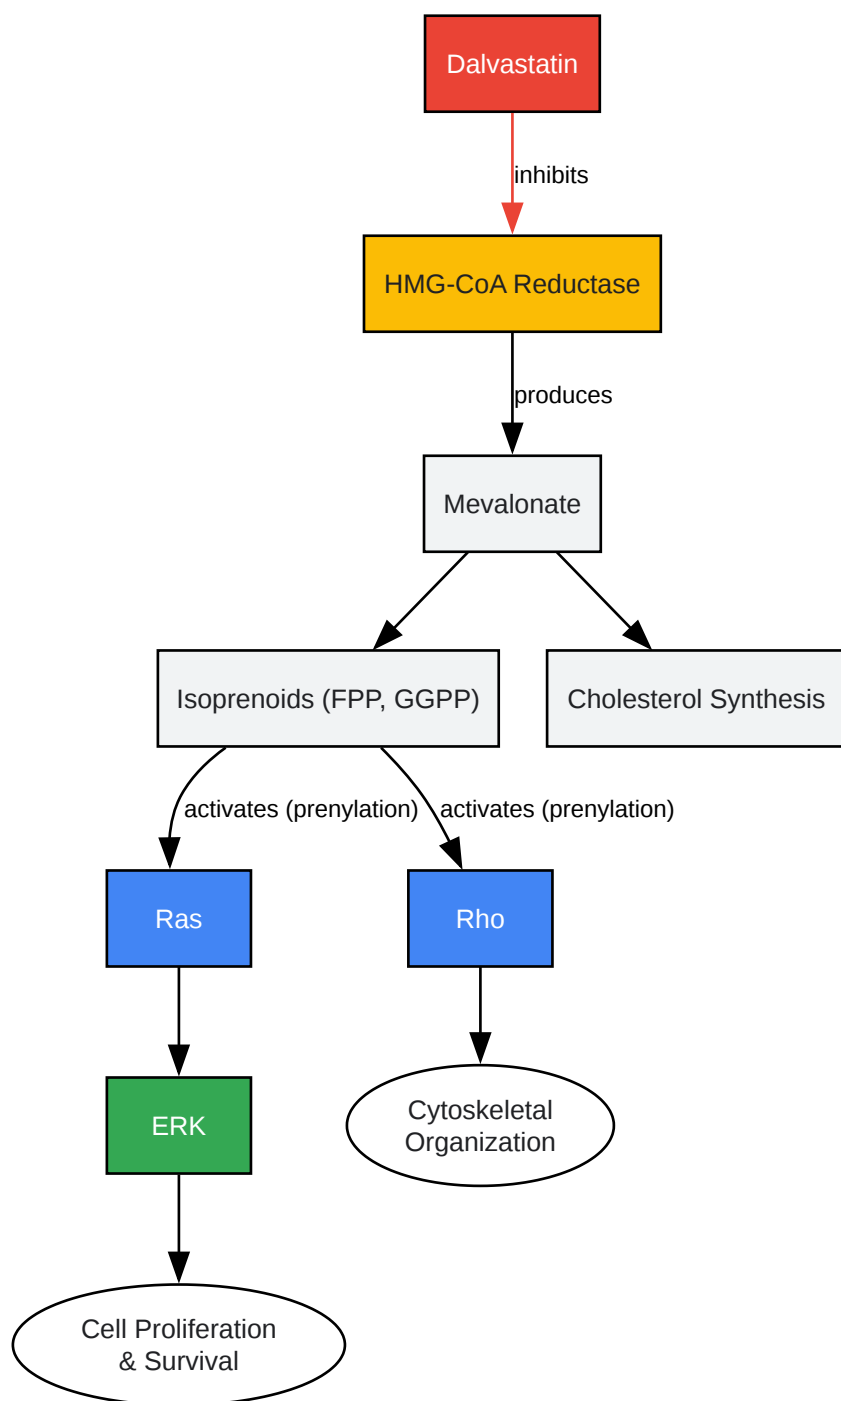 Dalvastatin
inhibits
HMG-CoA Reductase
produces
Mevalonate
Isoprenoids (FPP, GGPP)
Cholesterol Synthesis
activates (prenylation)
activates (prenylation)
Ras
Rho
ERK
Cytoskeletal
Organization
Cell Proliferation
& Survival